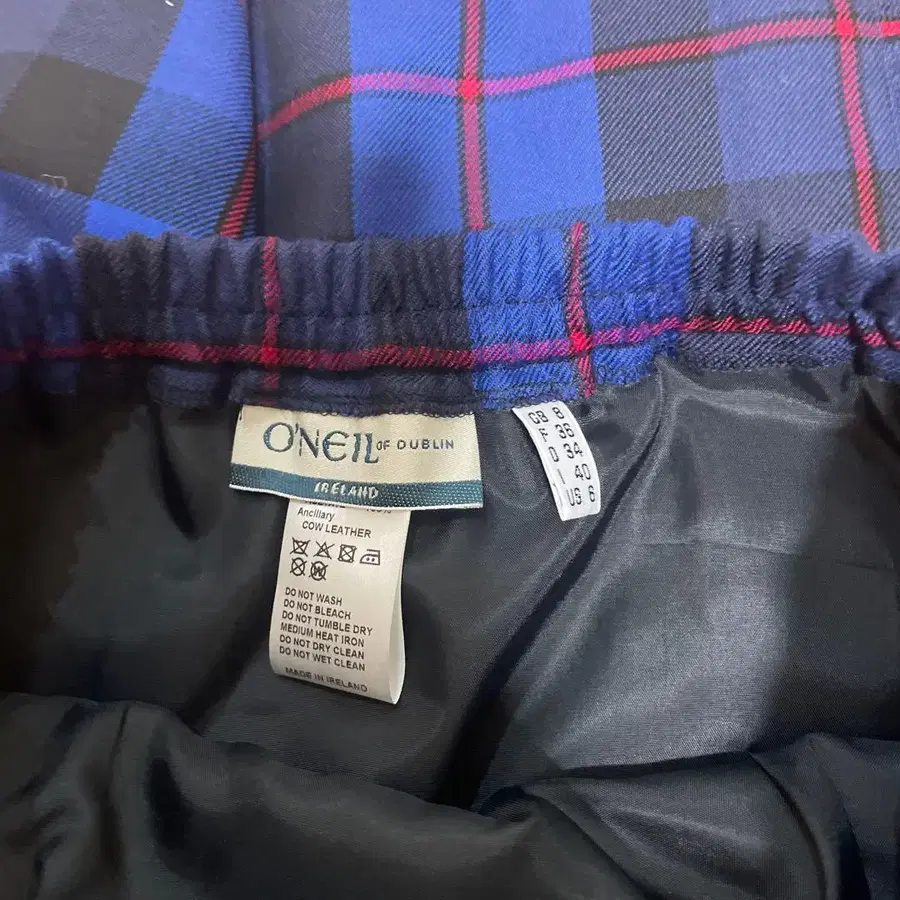 O'NEIL OF DUBLIN
IRELAND
GB 8
F 36
D 34
I 40
US 6
100%
Ancillary
COW LEATHER
DO NOT WASH
DO NOT BLEACH
DO NOT TUMBLE DRY
MEDIUM HEAT IRON
DO NOT DRY CLEAN
DO NOT WET CLEAN
MADE IN IRELAND